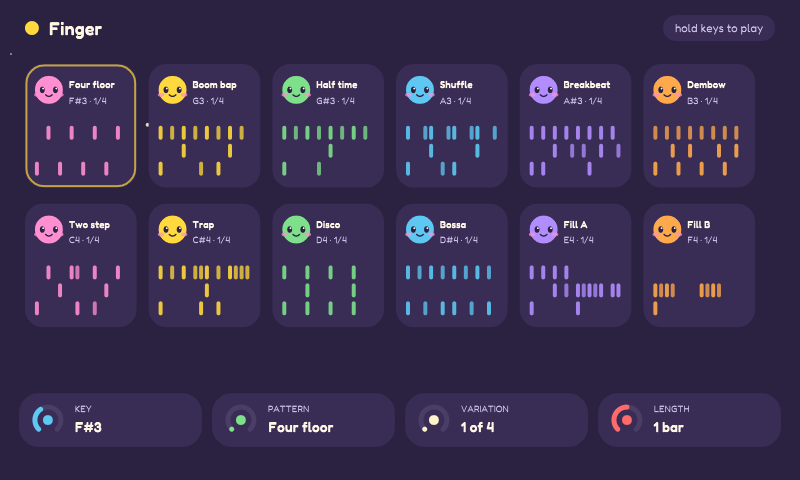 Finger
hold keys to play
Four floor
F#3 · 1/4
Boom bap
G3 · 1/4
Half time
G#3 · 1/4
Shuffle
A3 · 1/4
Breakbeat
A#3 · 1/4
Dembow
B3 · 1/4
Two step
C4 · 1/4
Trap
C#4 · 1/4
Disco
D4 · 1/4
Bossa
D#4 · 1/4
Fill A
E4 · 1/4
Fill B
F4 · 1/4
KEY
F#3
PATTERN
Four floor
VARIATION
1 of 4
LENGTH
1 bar